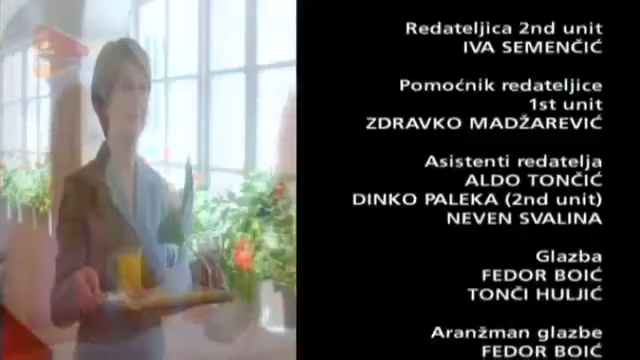 Redateljica 2nd unit
IVA SEMENČIĆ
Pomoćnik redateljice
1st unit
ZDRAVKO MADŽAREVIĆ
Asistenti redatelja
ALDO TONČIĆ
DINKO PALEKA (2nd unit)
NEVEN SVALINA
Glazba
FEDOR BOIĆ
TONČI HULJIĆ
Aranžman glazbe
FEDOR BOIĆ